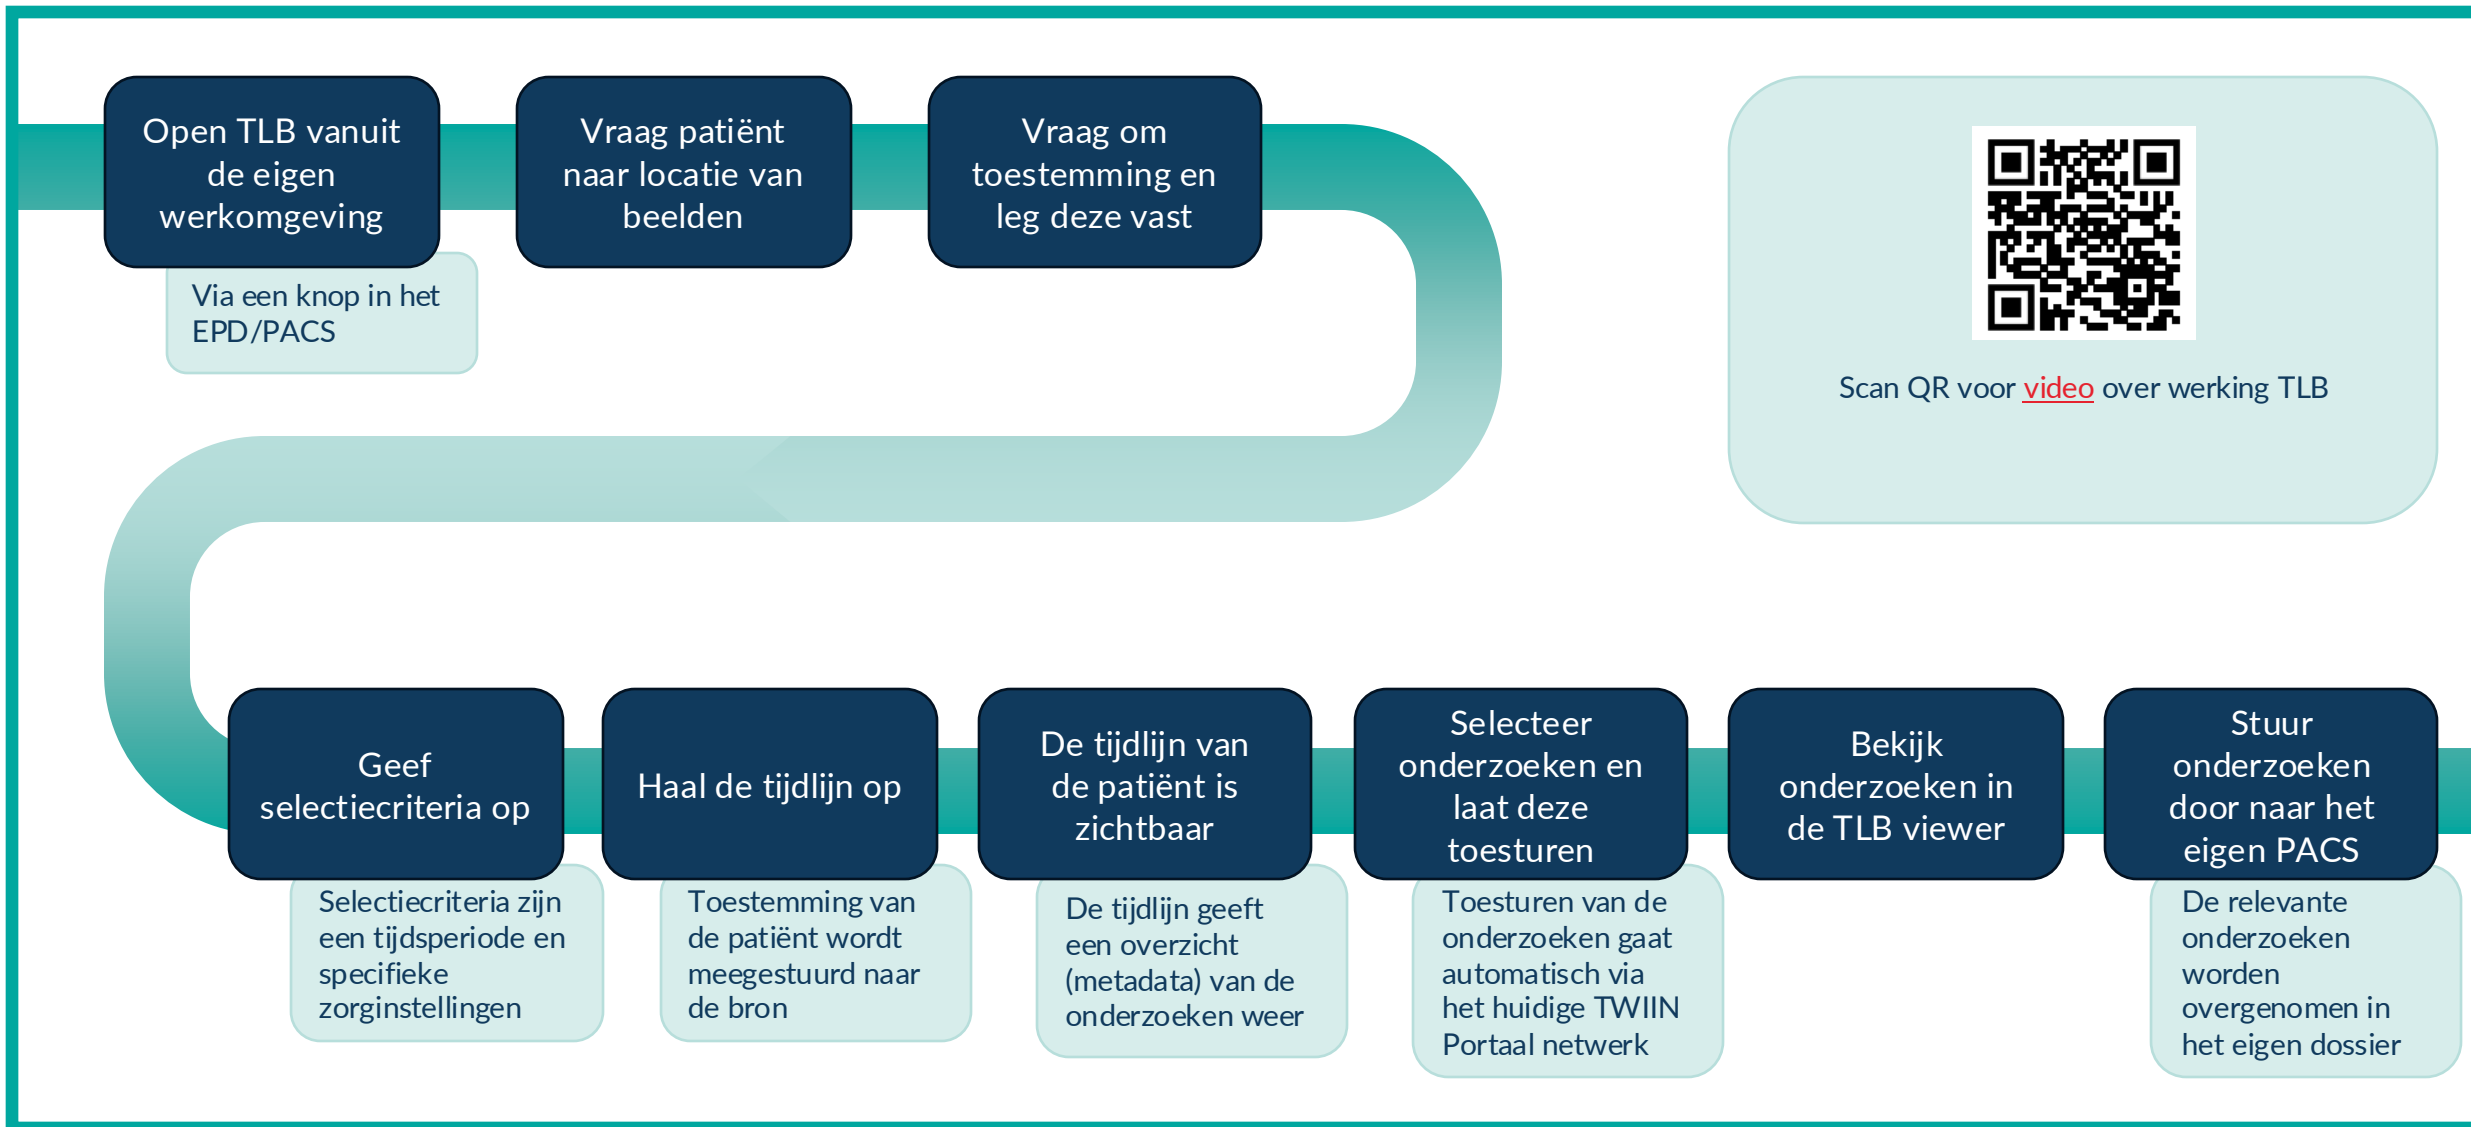 Open TLB vanuit
de eigen
werkomgeving
Via een knop in het
EPD/PACS
Vraag patiënt
naar locatie van
beelden
Vraag om
toestemming en
leg deze vast
Scan QR voor video over werking TLB
Geef
selectiecriteria op
Selectiecriteria zijn
een tijdsperiode en
specifieke
zorginstellingen
Haal de tijdlijn op
Toestemming van
de patiënt wordt
meegestuurd naar
de bron
De tijdlijn van
de patiënt is
zichtbaar
De tijdlijn geeft
een overzicht
(metadata) van de
onderzoeken weer
Selecteer
onderzoeken en
laat deze
toesturen
Toesturen van de
onderzoeken gaat
automatisch via
het huidige TWIIN
Portaal netwerk
Bekijk
onderzoeken in
de TLB viewer
Stuur
onderzoeken
door naar het
eigen PACS
De relevante
onderzoeken
worden
overgenomen in
het eigen dossier